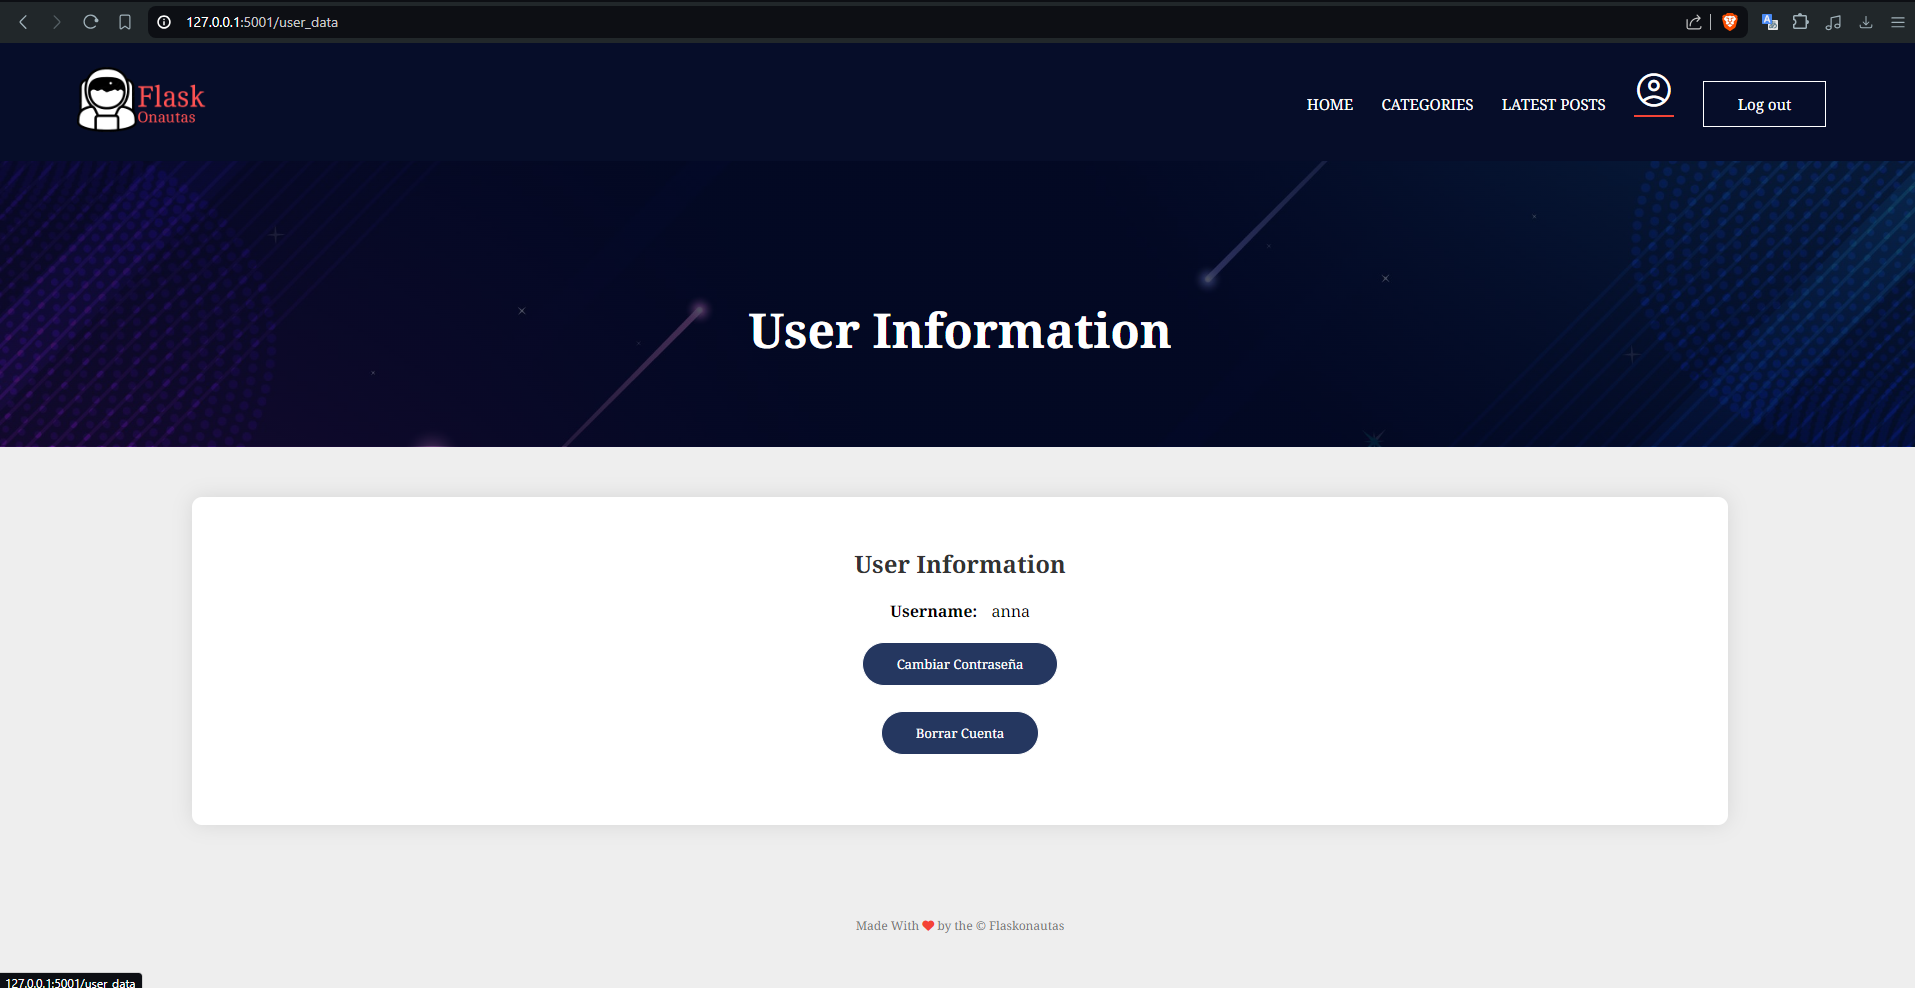 127.0.0.1:5001/user_data
Flask
Onautas
HOME CATEGORIES LATEST POSTS Log out
User Information
User Information
Username: anna
Cambiar Contraseña
Borrar Cuenta
Made With ❤ by the © Flaskonautas
127.0.0.1:5001/user_data